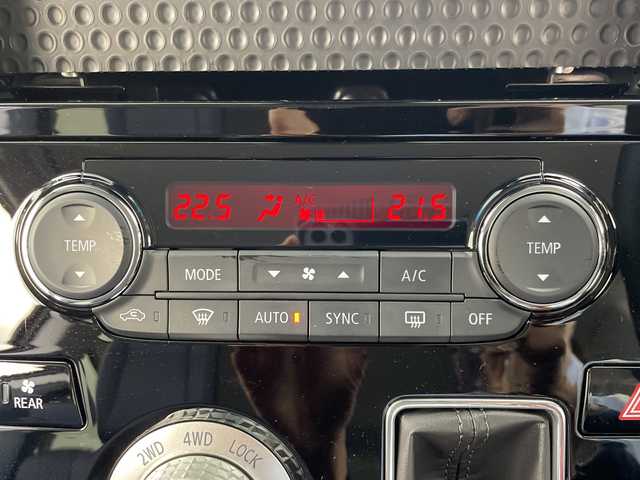 22.5 A/C 21.5
TEMP
TEMP
MODE
A/C
AUTO
SYNC
OFF
REAR
2WD 4WD LOCK